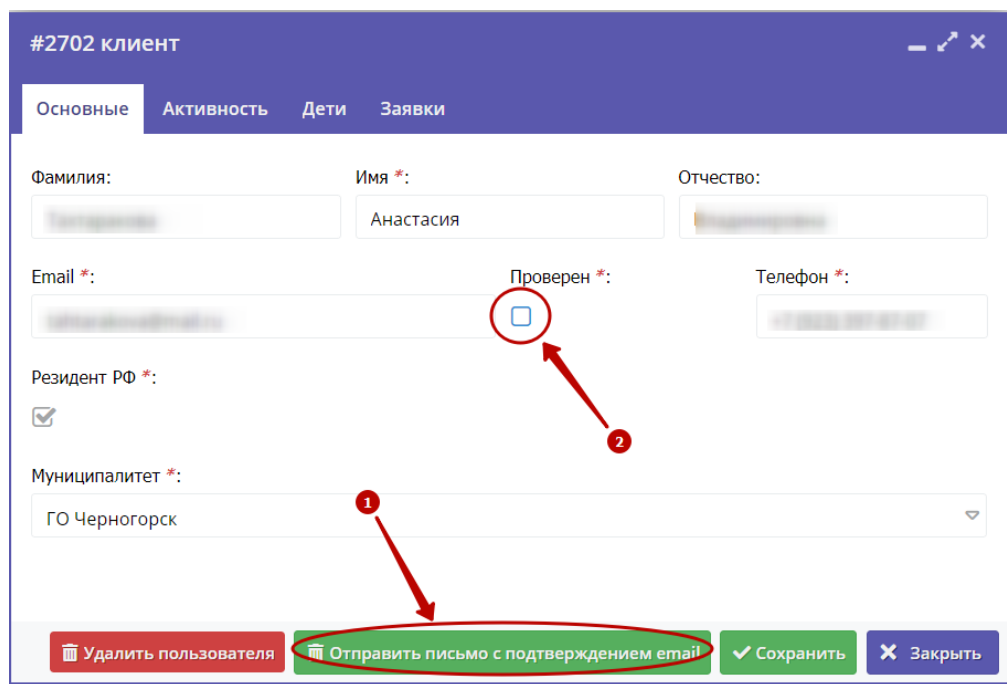 #2702 клиент
Основные Активность Дети Заявки
Фамилия: Имя *: Отчество:
Анастасия
Email *: Проверен *: Телефон *:
Резидент РФ *:
2
Муниципалитет *:
1
ГО Черногорск
Удалить пользователя Отправить письмо с подтверждением email Сохранить Закрыть